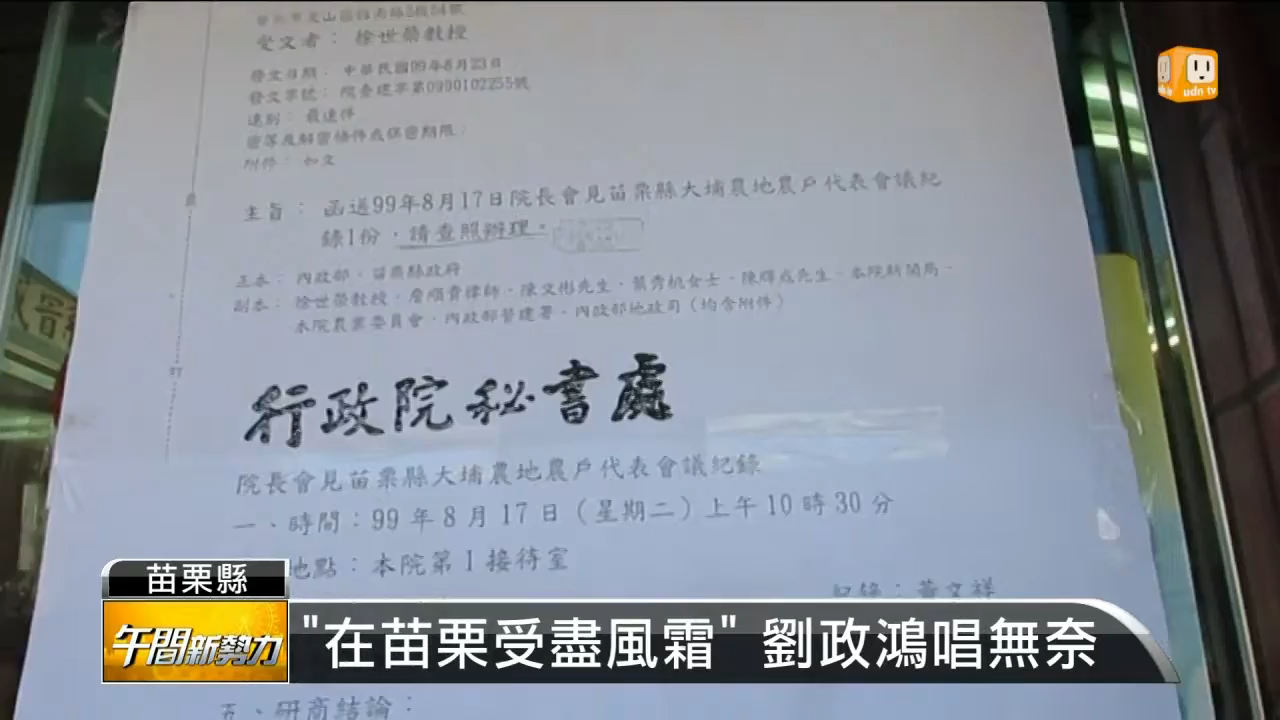 受文者：徐世榮教授
發文日期：中華民國99年8月23日
發文字號：院臺建字第0990102255號
速別：最速件
密等及解密條件或保密期限：
附件：如文
主旨：函送99年8月17日院長會見苗栗縣大埔農地農戶代表會議紀
錄1份，請查照辦理。
正本：內政部、苗栗縣政府
副本：徐世榮教授、詹順貴律師、陳文彬先生、葉秀桃女士、陳輝成先生、本院新聞局、
本院農業委員會、內政部營建署、內政部地政司（均含附件）
行政院秘書處
院長會見苗栗縣大埔農地農戶代表會議紀錄
一、時間：99年8月17日（星期二）上午10時30分
地點：本院第1接待室
紀錄：黃文祥
五、研商結論：
訂
udn tv
苗栗縣
午間新勢力
"在苗栗受盡風霜" 劉政鴻唱無奈